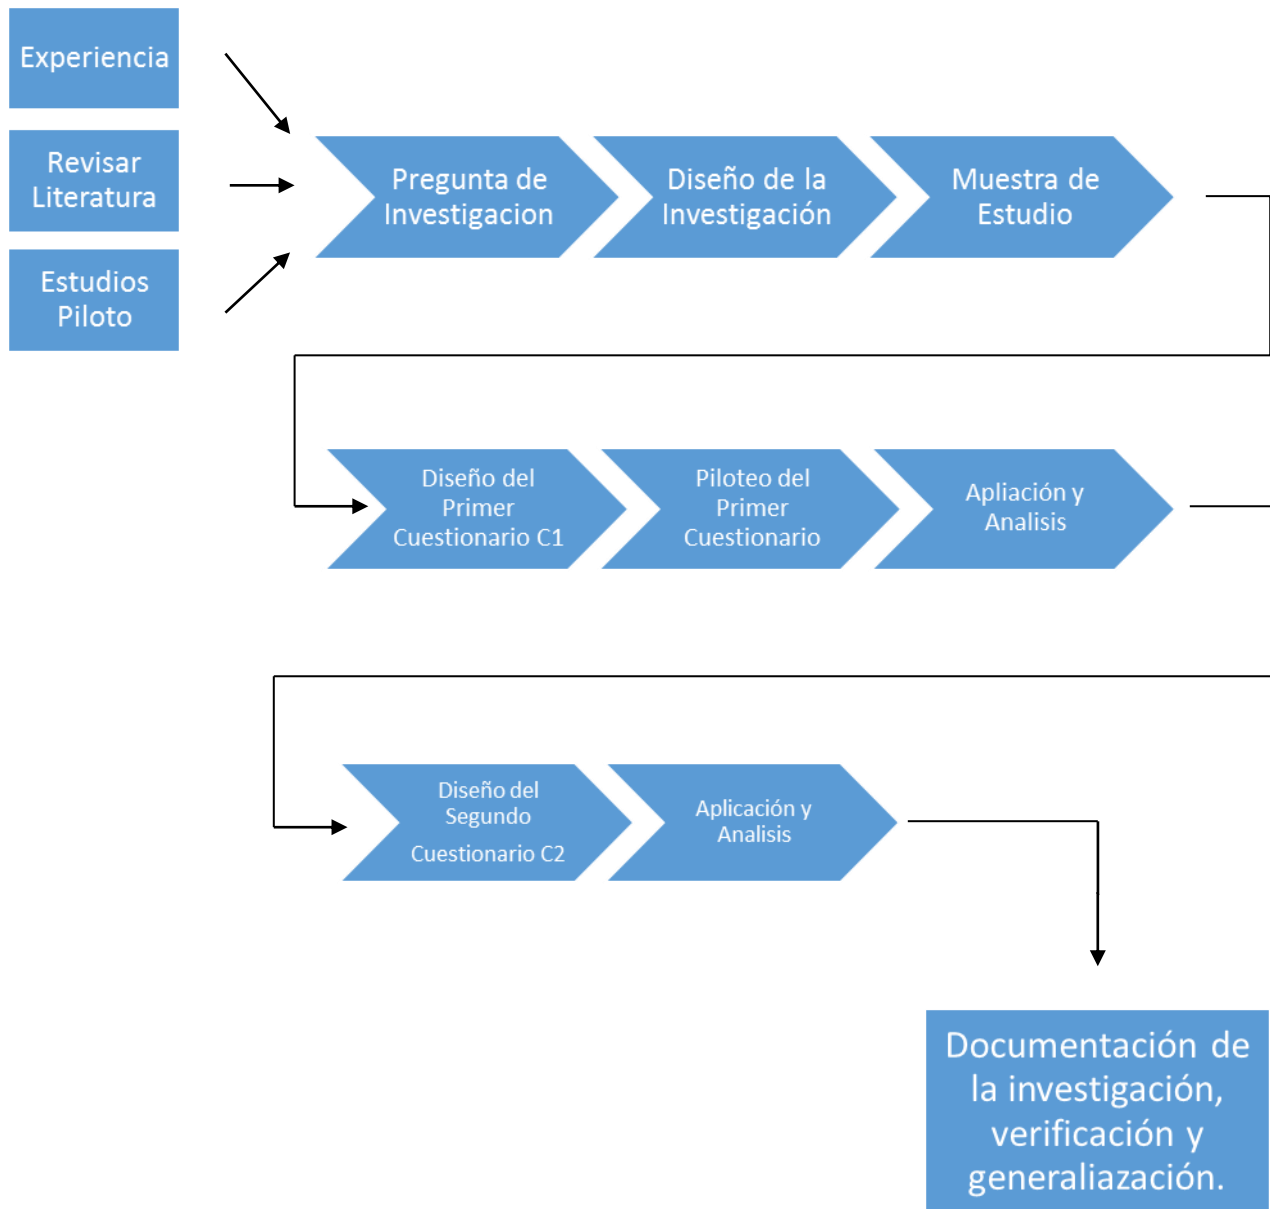 Experiencia
Revisar
Literatura
Estudios
Piloto
Pregunta de
Investigacion
Diseño de la
Investigación
Muestra de
Estudio
Diseño del
Primer
Cuestionario C1
Piloteo del
Primer
Cuestionario
Apliación y
Analisis
Diseño del
Segundo
Cuestionario C2
Aplicación y
Analisis
Documentación de
la investigación,
verificación y
generaliazación.